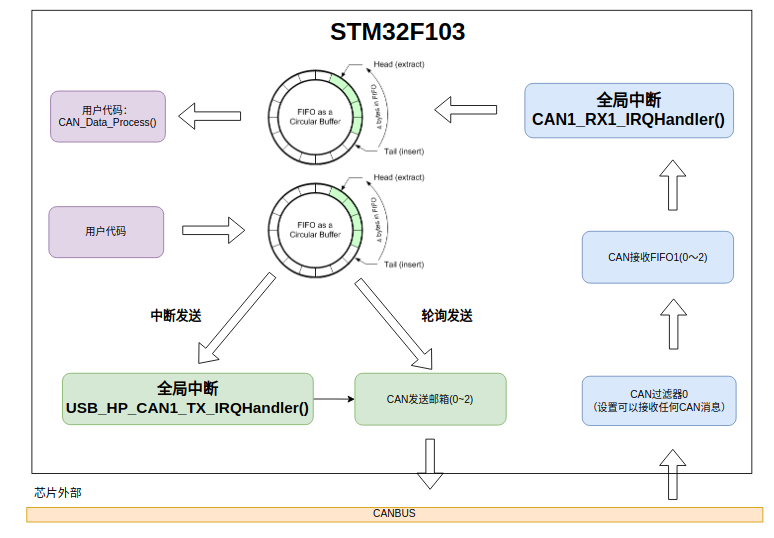 STM32F103
Head (extract)
FIFO as a
Circular Buffer
4 bytes in FIFO
Tail (insert)
用户代码：
CAN_Data_Process()
全局中断
CAN1_RX1_IRQHandler()
Head (extract)
FIFO as a
Circular Buffer
4 bytes in FIFO
Tail (insert)
用户代码
CAN接收FIFO1(0～2)
中断发送
轮询发送
全局中断
USB_HP_CAN1_TX_IRQHandler()
CAN发送邮箱(0~2)
CAN过滤器0
（设置可以接收任何CAN消息）
芯片外部
CANBUS